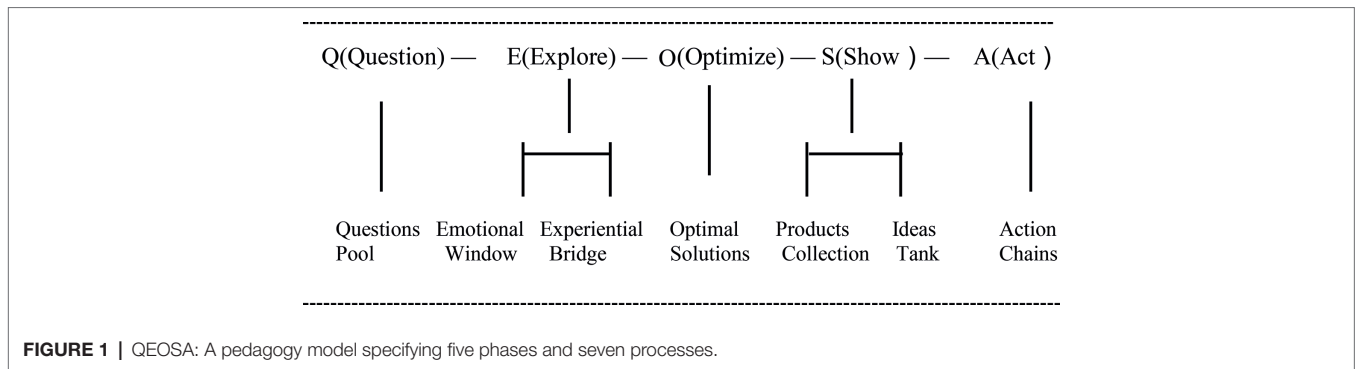 Q(Question) — E(Explore) — O(Optimize) — S(Show ) — A(Act )
Questions Emotional Experiential Optimal Products Ideas Action
Pool Window Bridge Solutions Collection Tank Chains
FIGURE 1 | QEOSA: A pedagogy model specifying five phases and seven processes.